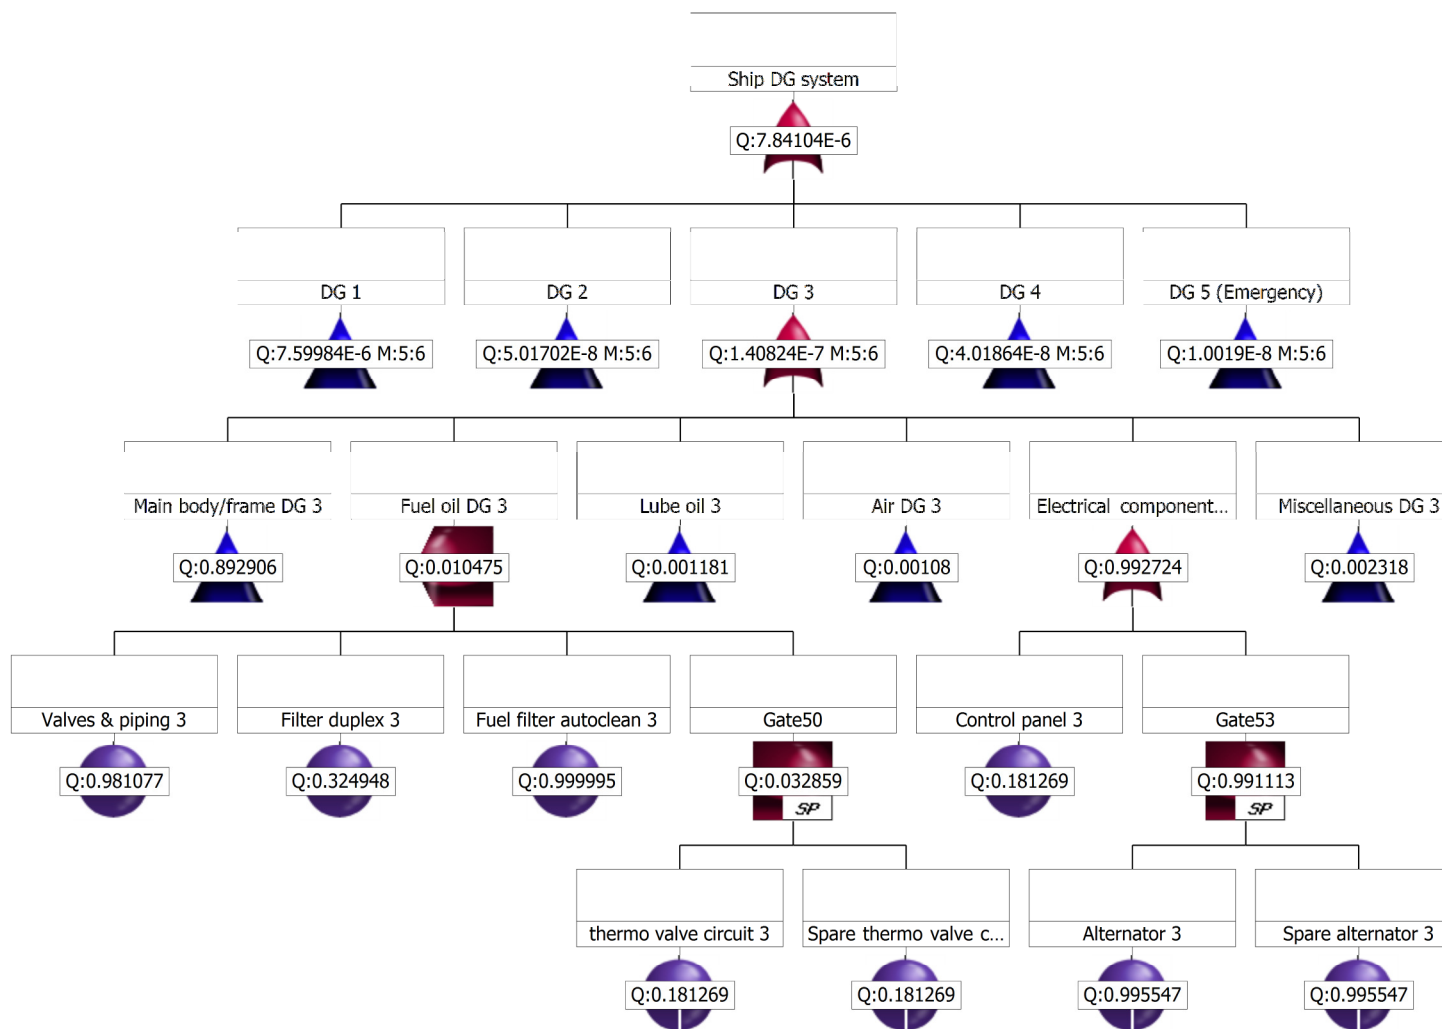 Ship DG system
Q:7.84104E-6
DG 1
DG 2
DG 3
DG 4
DG 5 (Emergency)
Q:7.59984E-6 M:5:6
Q:5.01702E-8 M:5:6
Q:1.40824E-7 M:5:6
Q:4.01864E-8 M:5:6
Q:1.0019E-8 M:5:6
Main body/frame DG 3
Fuel oil DG 3
Lube oil 3
Air DG 3
Electrical component...
Miscellaneous DG 3
Q:0.892906
Q:0.010475
Q:0.001181
Q:0.00108
Q:0.992724
Q:0.002318
Valves & piping 3
Filter duplex 3
Fuel filter autoclean 3
Gate50
Control panel 3
Gate53
Q:0.981077
Q:0.324948
Q:0.999995
Q:0.032859
Q:0.181269
Q:0.991113
SP
SP
thermo valve circuit 3
Spare thermo valve c...
Alternator 3
Spare alternator 3
Q:0.181269
Q:0.181269
Q:0.995547
Q:0.995547